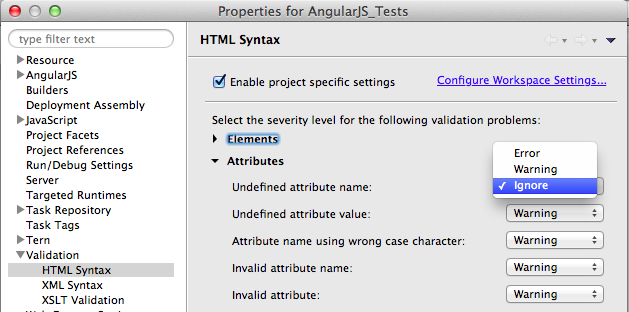 Properties for AngularJS_Tests
type filter text
Resource
AngularJS
Builders
Deployment Assembly
JavaScript
Project Facets
Project References
Run/Debug Settings
Server
Targeted Runtimes
Task Repository
Task Tags
Tern
Validation
HTML Syntax
XML Syntax
XSLT Validation
HTML Syntax
Enable project specific settings
Configure Workspace Settings...
Select the severity level for the following validation problems:
Elements
Attributes
Error
Warning
Undefined attribute name:
✓ Ignore
Undefined attribute value:
Warning
Attribute name using wrong case character:
Warning
Invalid attribute name:
Warning
Invalid attribute:
Warning